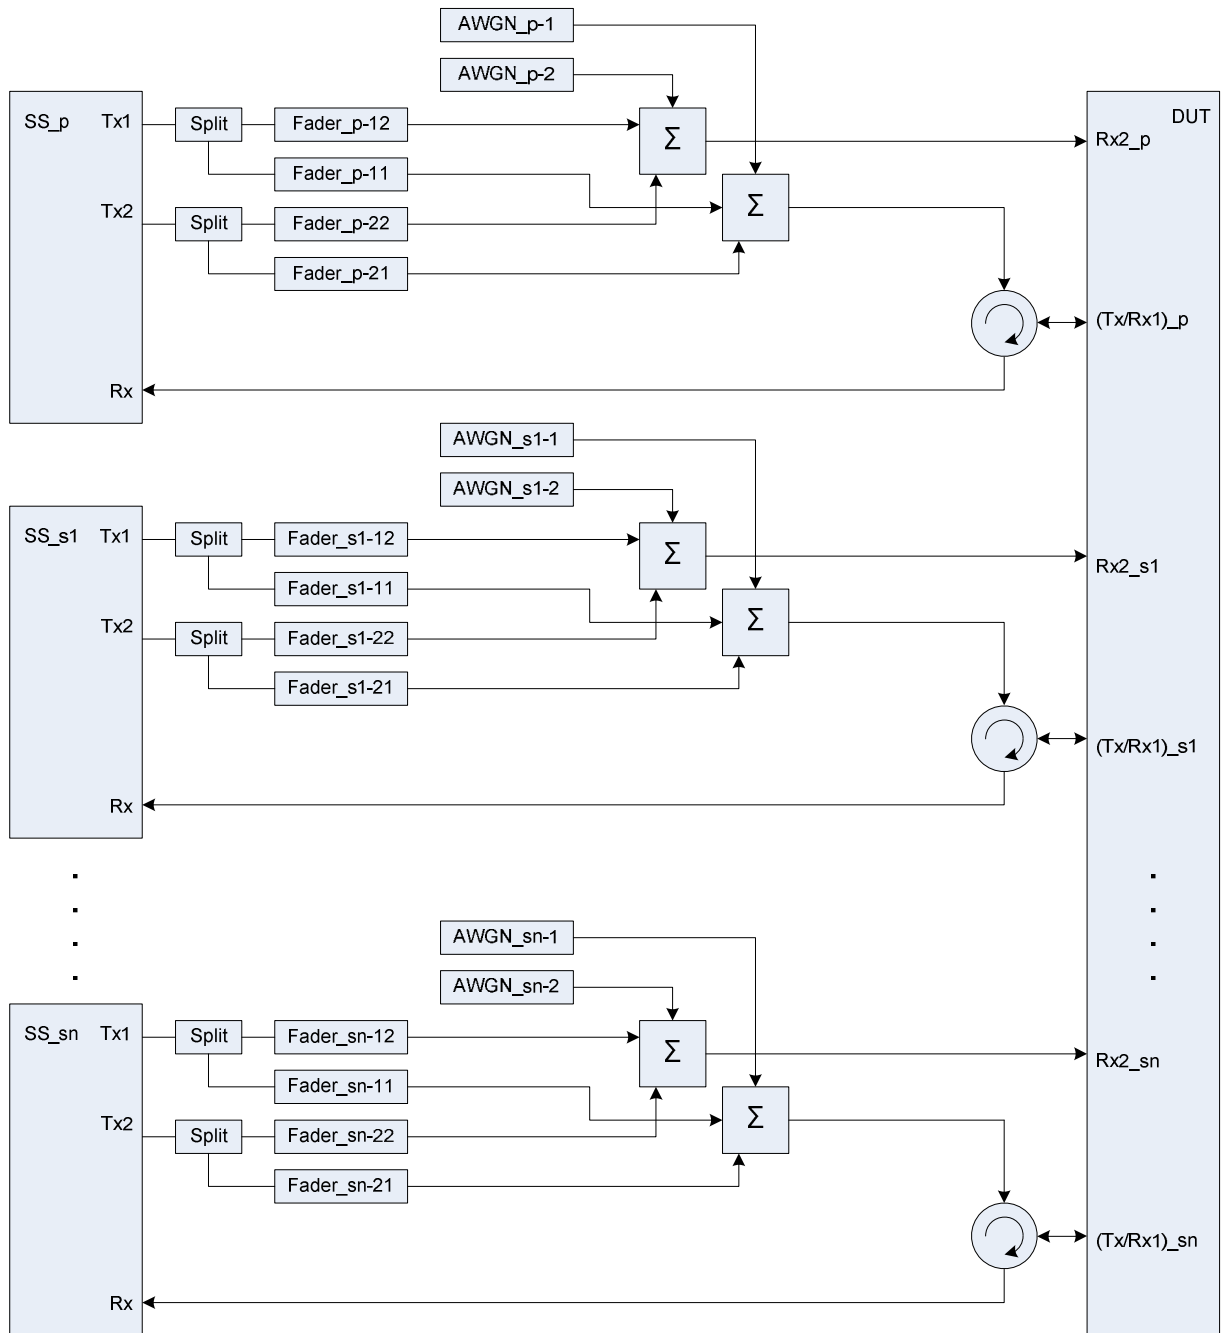 AWGN_p-1
AWGN_p-2
SS_p Tx1 Split Fader_p-12 Σ DUT
Rx2_p
Fader_p-11
Tx2 Split Fader_p-22 Σ
Fader_p-21
(Tx/Rx1)_p
Rx
AWGN_s1-1
AWGN_s1-2
SS_s1 Tx1 Split Fader_s1-12 Σ
Rx2_s1
Fader_s1-11
Tx2 Split Fader_s1-22 Σ
Fader_s1-21
(Tx/Rx1)_s1
Rx
AWGN_sn-1
AWGN_sn-2
SS_sn Tx1 Split Fader_sn-12 Σ
Rx2_sn
Fader_sn-11
Tx2 Split Fader_sn-22 Σ
Fader_sn-21
(Tx/Rx1)_sn
Rx